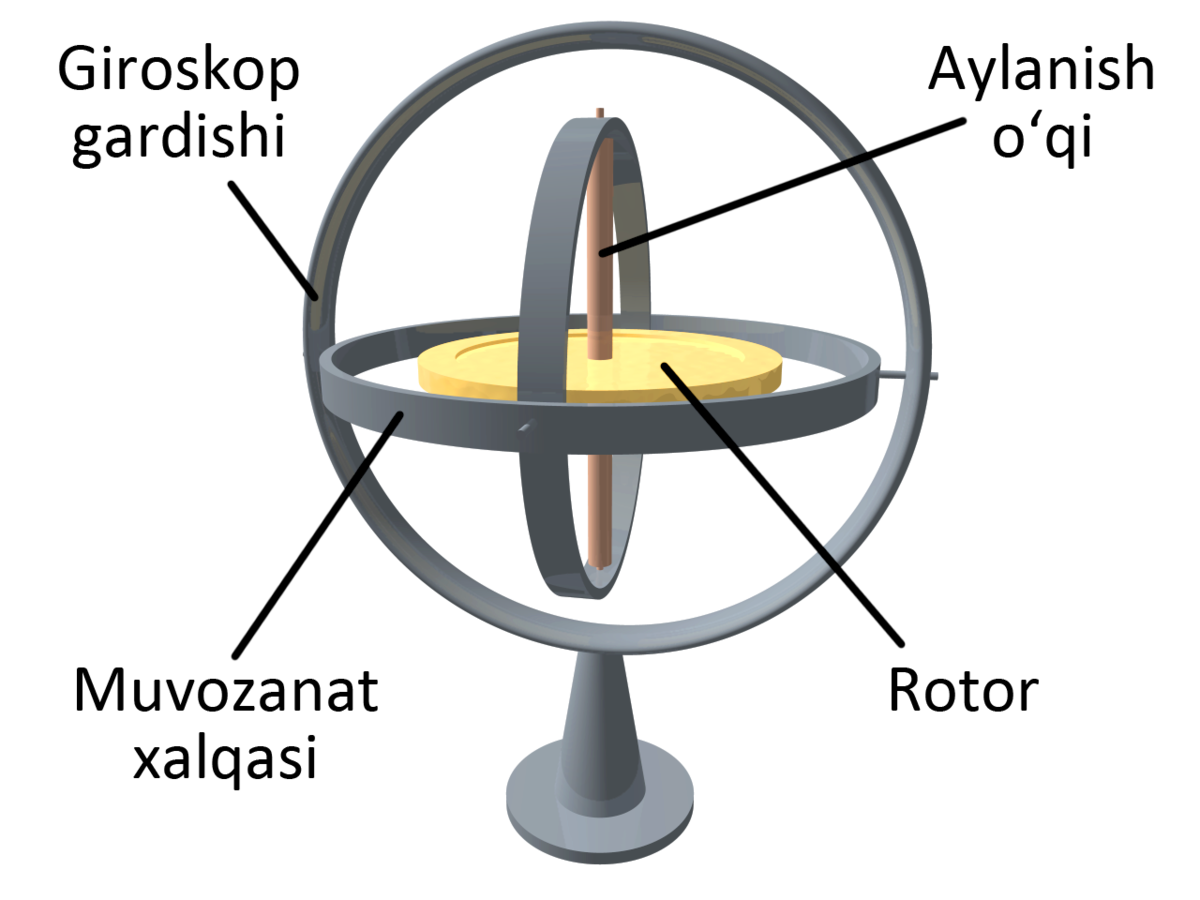 Giroskop
gardishi
Aylanish
o‘qi
Muvozanat
xalqasi
Rotor